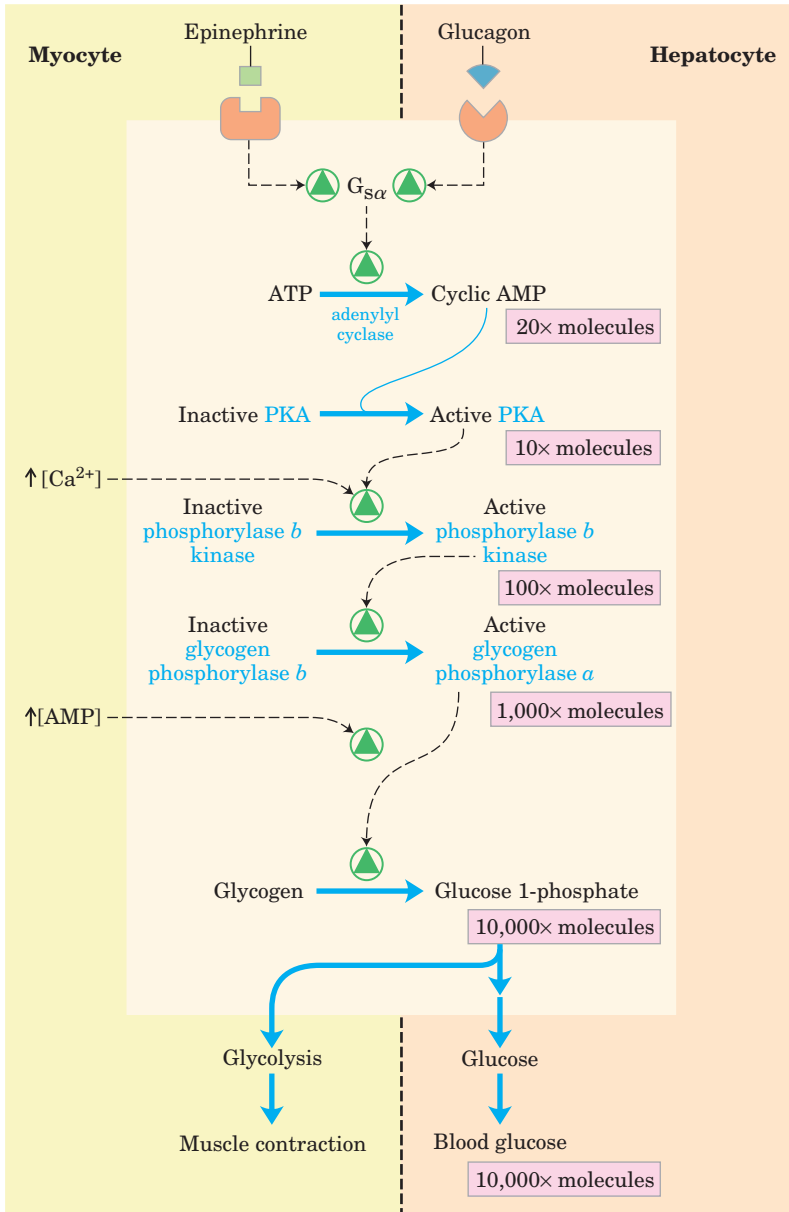 Epinephrine
Glucagon
Myocyte
Hepatocyte
G_sα
ATP
Cyclic AMP
adenylyl
cyclase
20× molecules
Inactive PKA
Active PKA
10× molecules
↑[Ca²⁺]
Inactive
phosphorylase b
kinase
Active
phosphorylase b
kinase
100× molecules
Inactive
glycogen
phosphorylase b
Active
glycogen
phosphorylase a
1,000× molecules
↑[AMP]
Glycogen
Glucose 1-phosphate
10,000× molecules
Glycolysis
Glucose
Muscle contraction
Blood glucose
10,000× molecules